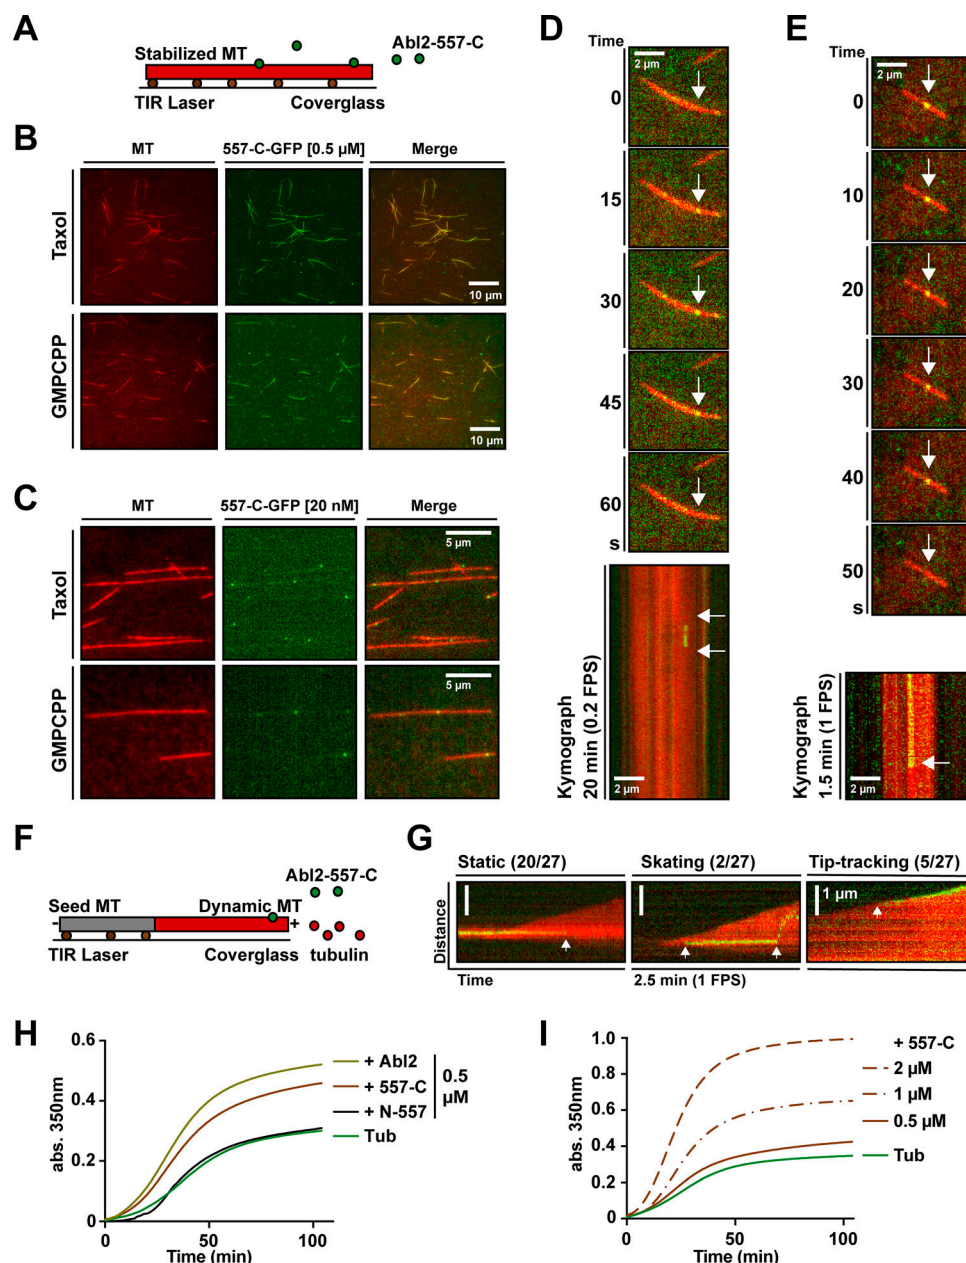 A
Stabilized MT
Abl2-557-C
TIR Laser
Coverglass
B
MT
557-C-GFP [0.5 µM]
Merge
Taxol
10 µm
GMPCPP
10 µm
C
MT
557-C-GFP [20 nM]
Merge
Taxol
5 µm
GMPCPP
5 µm
D
Time
2 µm
0
15
30
45
60
s
Kymograph
20 min (0.2 FPS)
2 µm
E
Time
2 µm
0
10
20
30
40
50
s
Kymograph
1.5 min (1 FPS)
2 µm
F
Abl2-557-C
Seed MT
Dynamic MT
-
+
TIR Laser
Coverglass
tubulin
G
Static (20/27)
Skating (2/27)
Tip-tracking (5/27)
1 µm
Distance
Time
2.5 min (1 FPS)
H
0.6
0.4
0.2
0
abs. 350nm
0
50
100
Time (min)
+ Abl2
+ 557-C
+ N-557
Tub
0.5
µM
I
1.0
0.8
0.6
0.4
0.2
0
abs. 350nm
0
50
100
Time (min)
+ 557-C
2 µM
1 µM
0.5 µM
Tub